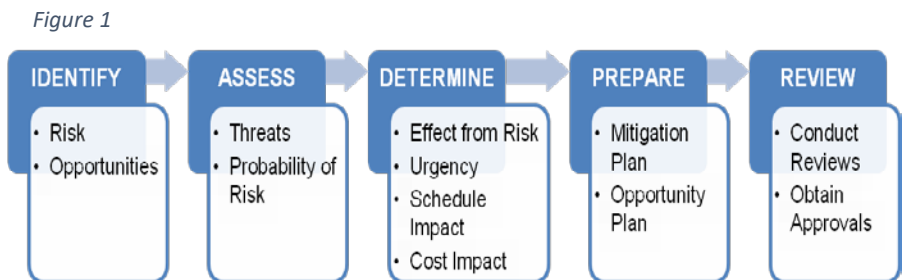 Figure 1
IDENTIFY
• Risk
• Opportunities
ASSESS
• Threats
• Probability of
Risk
DETERMINE
• Effect from Risk
• Urgency
• Schedule
Impact
• Cost Impact
PREPARE
• Mitigation
Plan
• Opportunity
Plan
REVIEW
• Conduct
Reviews
• Obtain
Approvals